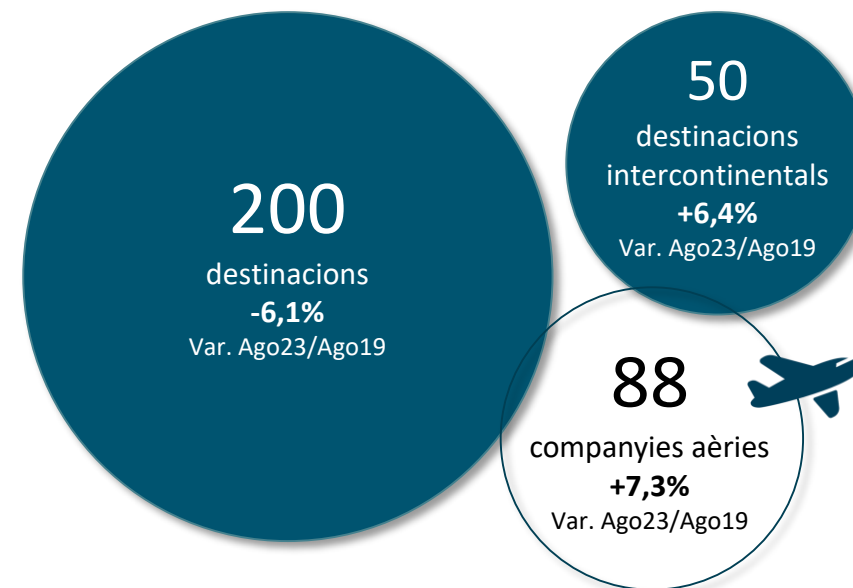 200
destinacions
-6,1%
Var. Ago23/Ago19
50
destinacions
intercontinentals
+6,4%
Var. Ago23/Ago19
88
companyies aèries
+7,3%
Var. Ago23/Ago19